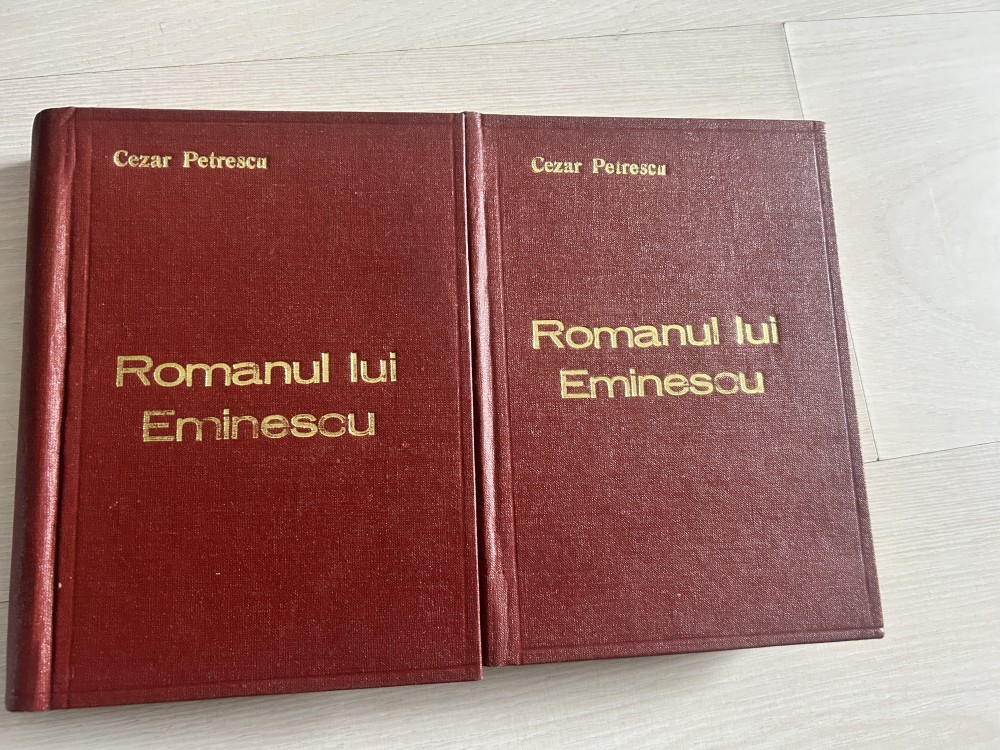 Cezar Petrescu
Romanul lui
Eminescu
Cezar Petrescu
Romanul lui
Eminescu